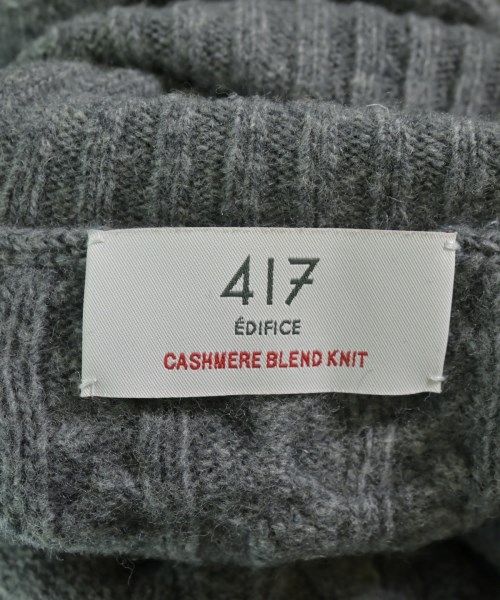 417
ÉDIFICE
CASHMERE BLEND KNIT